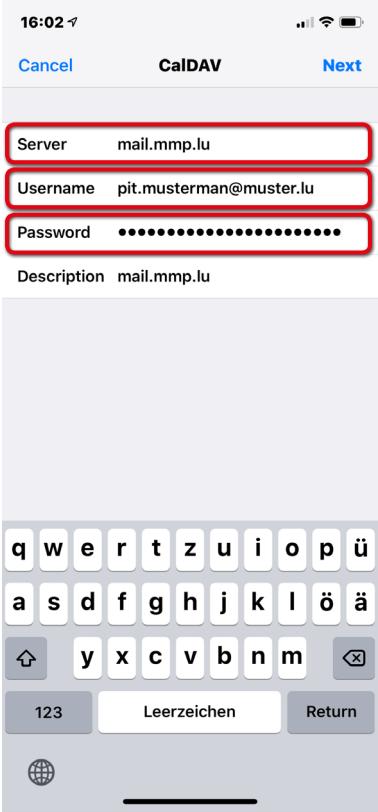 16:02
Cancel CalDAV Next
Server mail.mmp.lu
Username pit.musterman@muster.lu
Password ●●●●●●●●●●●●●●●●●●●●●●●
Description mail.mmp.lu
q w e r t z u i o p ü
a s d f g h j k l ö ä
y x c v b n m
123 Leerzeichen Return